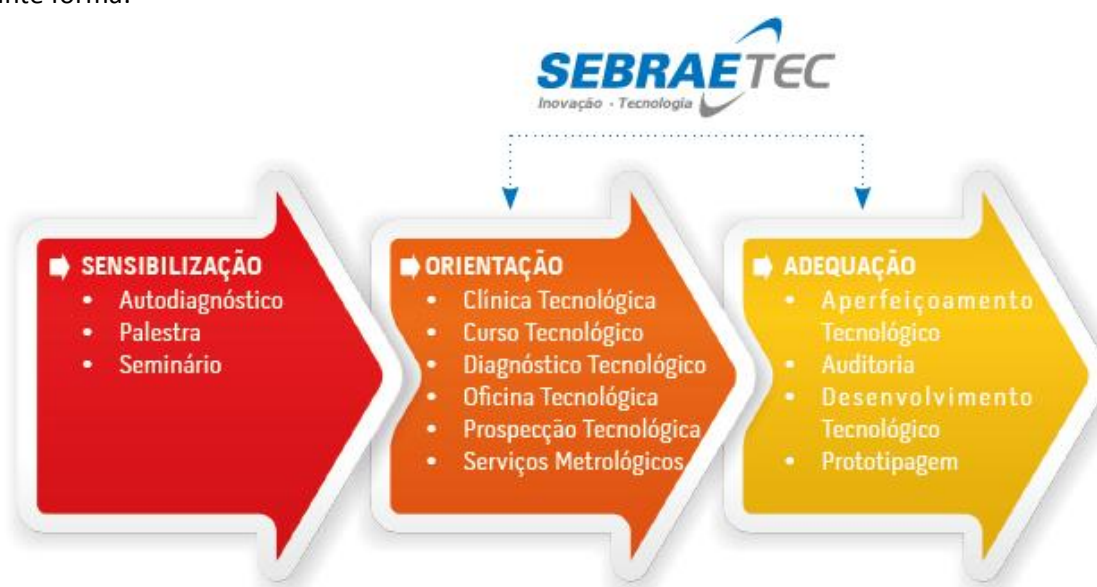 forma:
SEBRAETEC
Inovação - Tecnologia
SENSIBILIZAÇÃO
• Autodiagnóstico
• Palestra
• Seminário
ORIENTAÇÃO
• Clínica Tecnológica
• Curso Tecnológico
• Diagnóstico Tecnológico
• Oficina Tecnológica
• Prospecção Tecnológica
• Serviços Metrológicos
ADEQUAÇÃO
• Aperfeiçoamento
Tecnológico
• Auditoria
• Desenvolvimento
Tecnológico
• Prototipagem